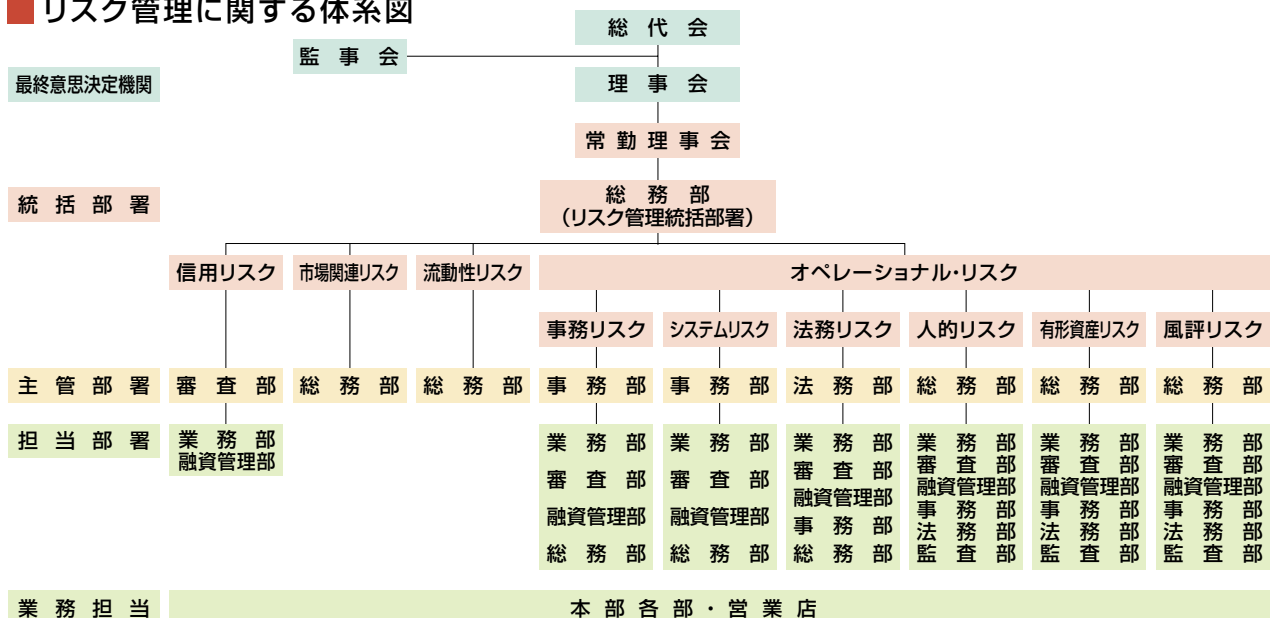 リスク管理に関する体系図
総代会
監事会
最終意思決定機関
理事会
常勤理事会
統括部署
総務部
（リスク管理統括部署）
信用リスク 市場関連リスク 流動性リスク オペレーショナル・リスク
事務リスク システムリスク 法務リスク 人的リスク 有形資産リスク 風評リスク
主管部署 審査部 総務部 総務部 事務部 事務部 法務部 総務部 総務部 総務部
担当部署
業務部
融資管理部
業務部
審査部
融資管理部
総務部
業務部
審査部
融資管理部
総務部
業務部
審査部
融資管理部
事務部
総務部
業務部
審査部
融資管理部
事務部
法務部
監査部
業務部
審査部
融資管理部
事務部
法務部
監査部
業務部
審査部
融資管理部
事務部
法務部
監査部
業務担当 本部各部・営業店